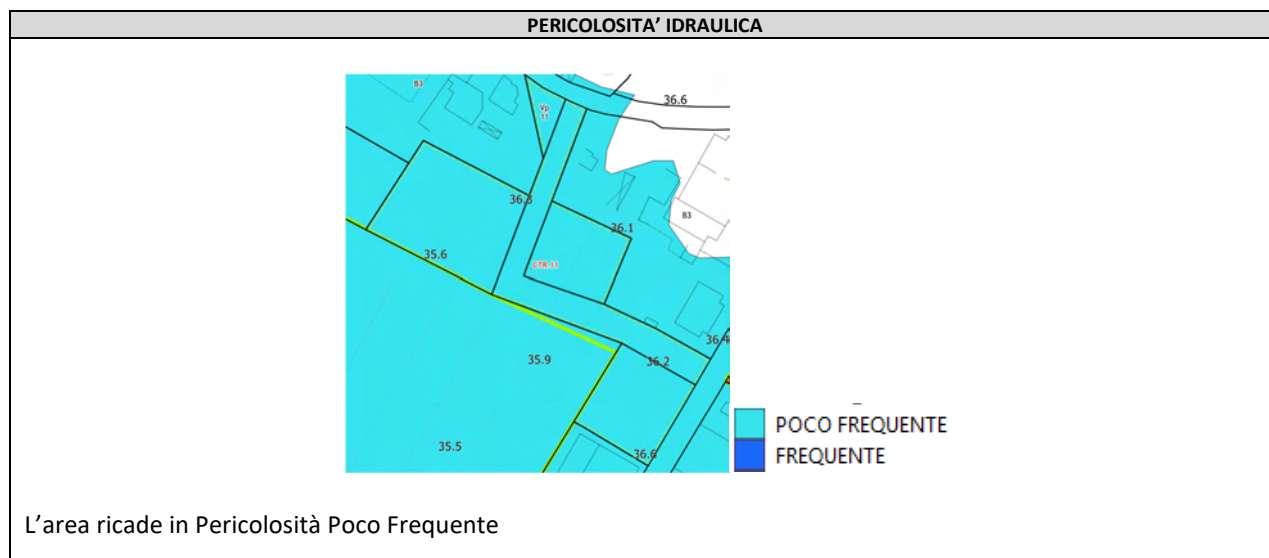 PERICOLOSITA’ IDRAULICA
B3
36.6
Vp
11
36.3
B3
36.1
35.6
CTR.11
36.4
35.9
36.2
35.5
36.6
POCO FREQUENTE
FREQUENTE
L’area ricade in Pericolosità Poco Frequente